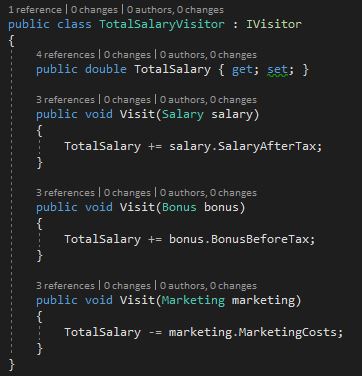 1 reference | 0 changes | 0 authors, 0 changes
public class TotalSalaryVisitor : IVisitor
{
4 references | 0 changes | 0 authors, 0 changes
public double TotalSalary { get; set; }
3 references | 0 changes | 0 authors, 0 changes
public void Visit(Salary salary)
{
TotalSalary += salary.SalaryAfterTax;
}
3 references | 0 changes | 0 authors, 0 changes
public void Visit(Bonus bonus)
{
TotalSalary += bonus.BonusBeforeTax;
}
3 references | 0 changes | 0 authors, 0 changes
public void Visit(Marketing marketing)
{
TotalSalary -= marketing.MarketingCosts;
}
}